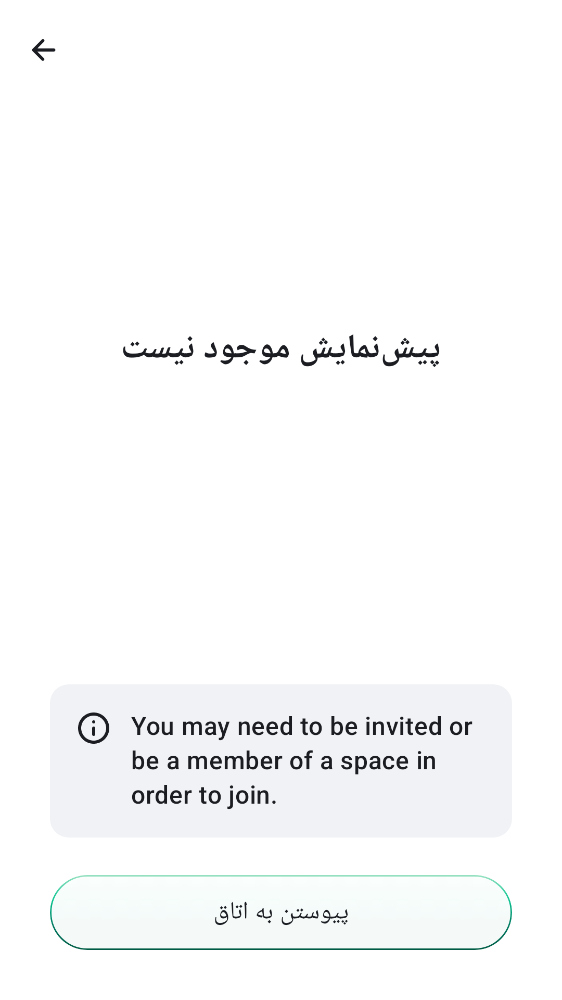 پیش‌نمایش موجود نیست
You may need to be invited or
be a member of a space in
order to join.
پیوستن به اتاق